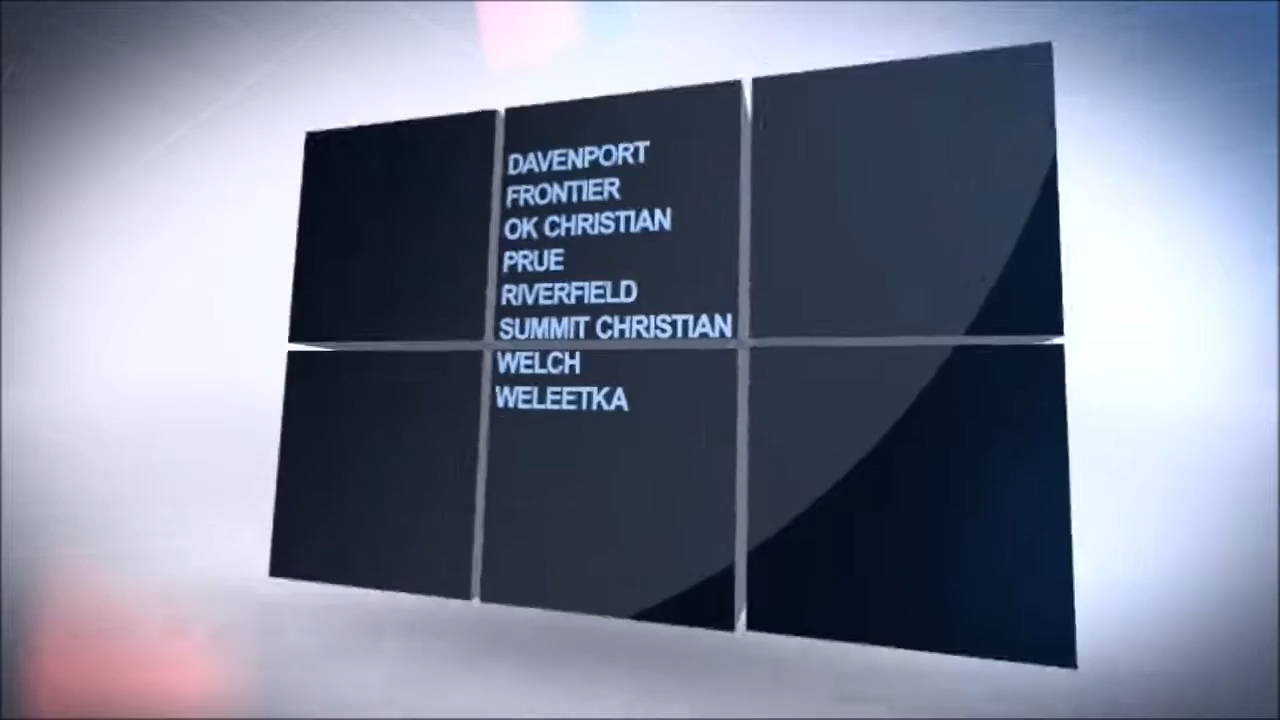 DAVENPORT
FRONTIER
OK CHRISTIAN
PRUE
RIVERFIELD
SUMMIT CHRISTIAN
WELCH
WELEETKA